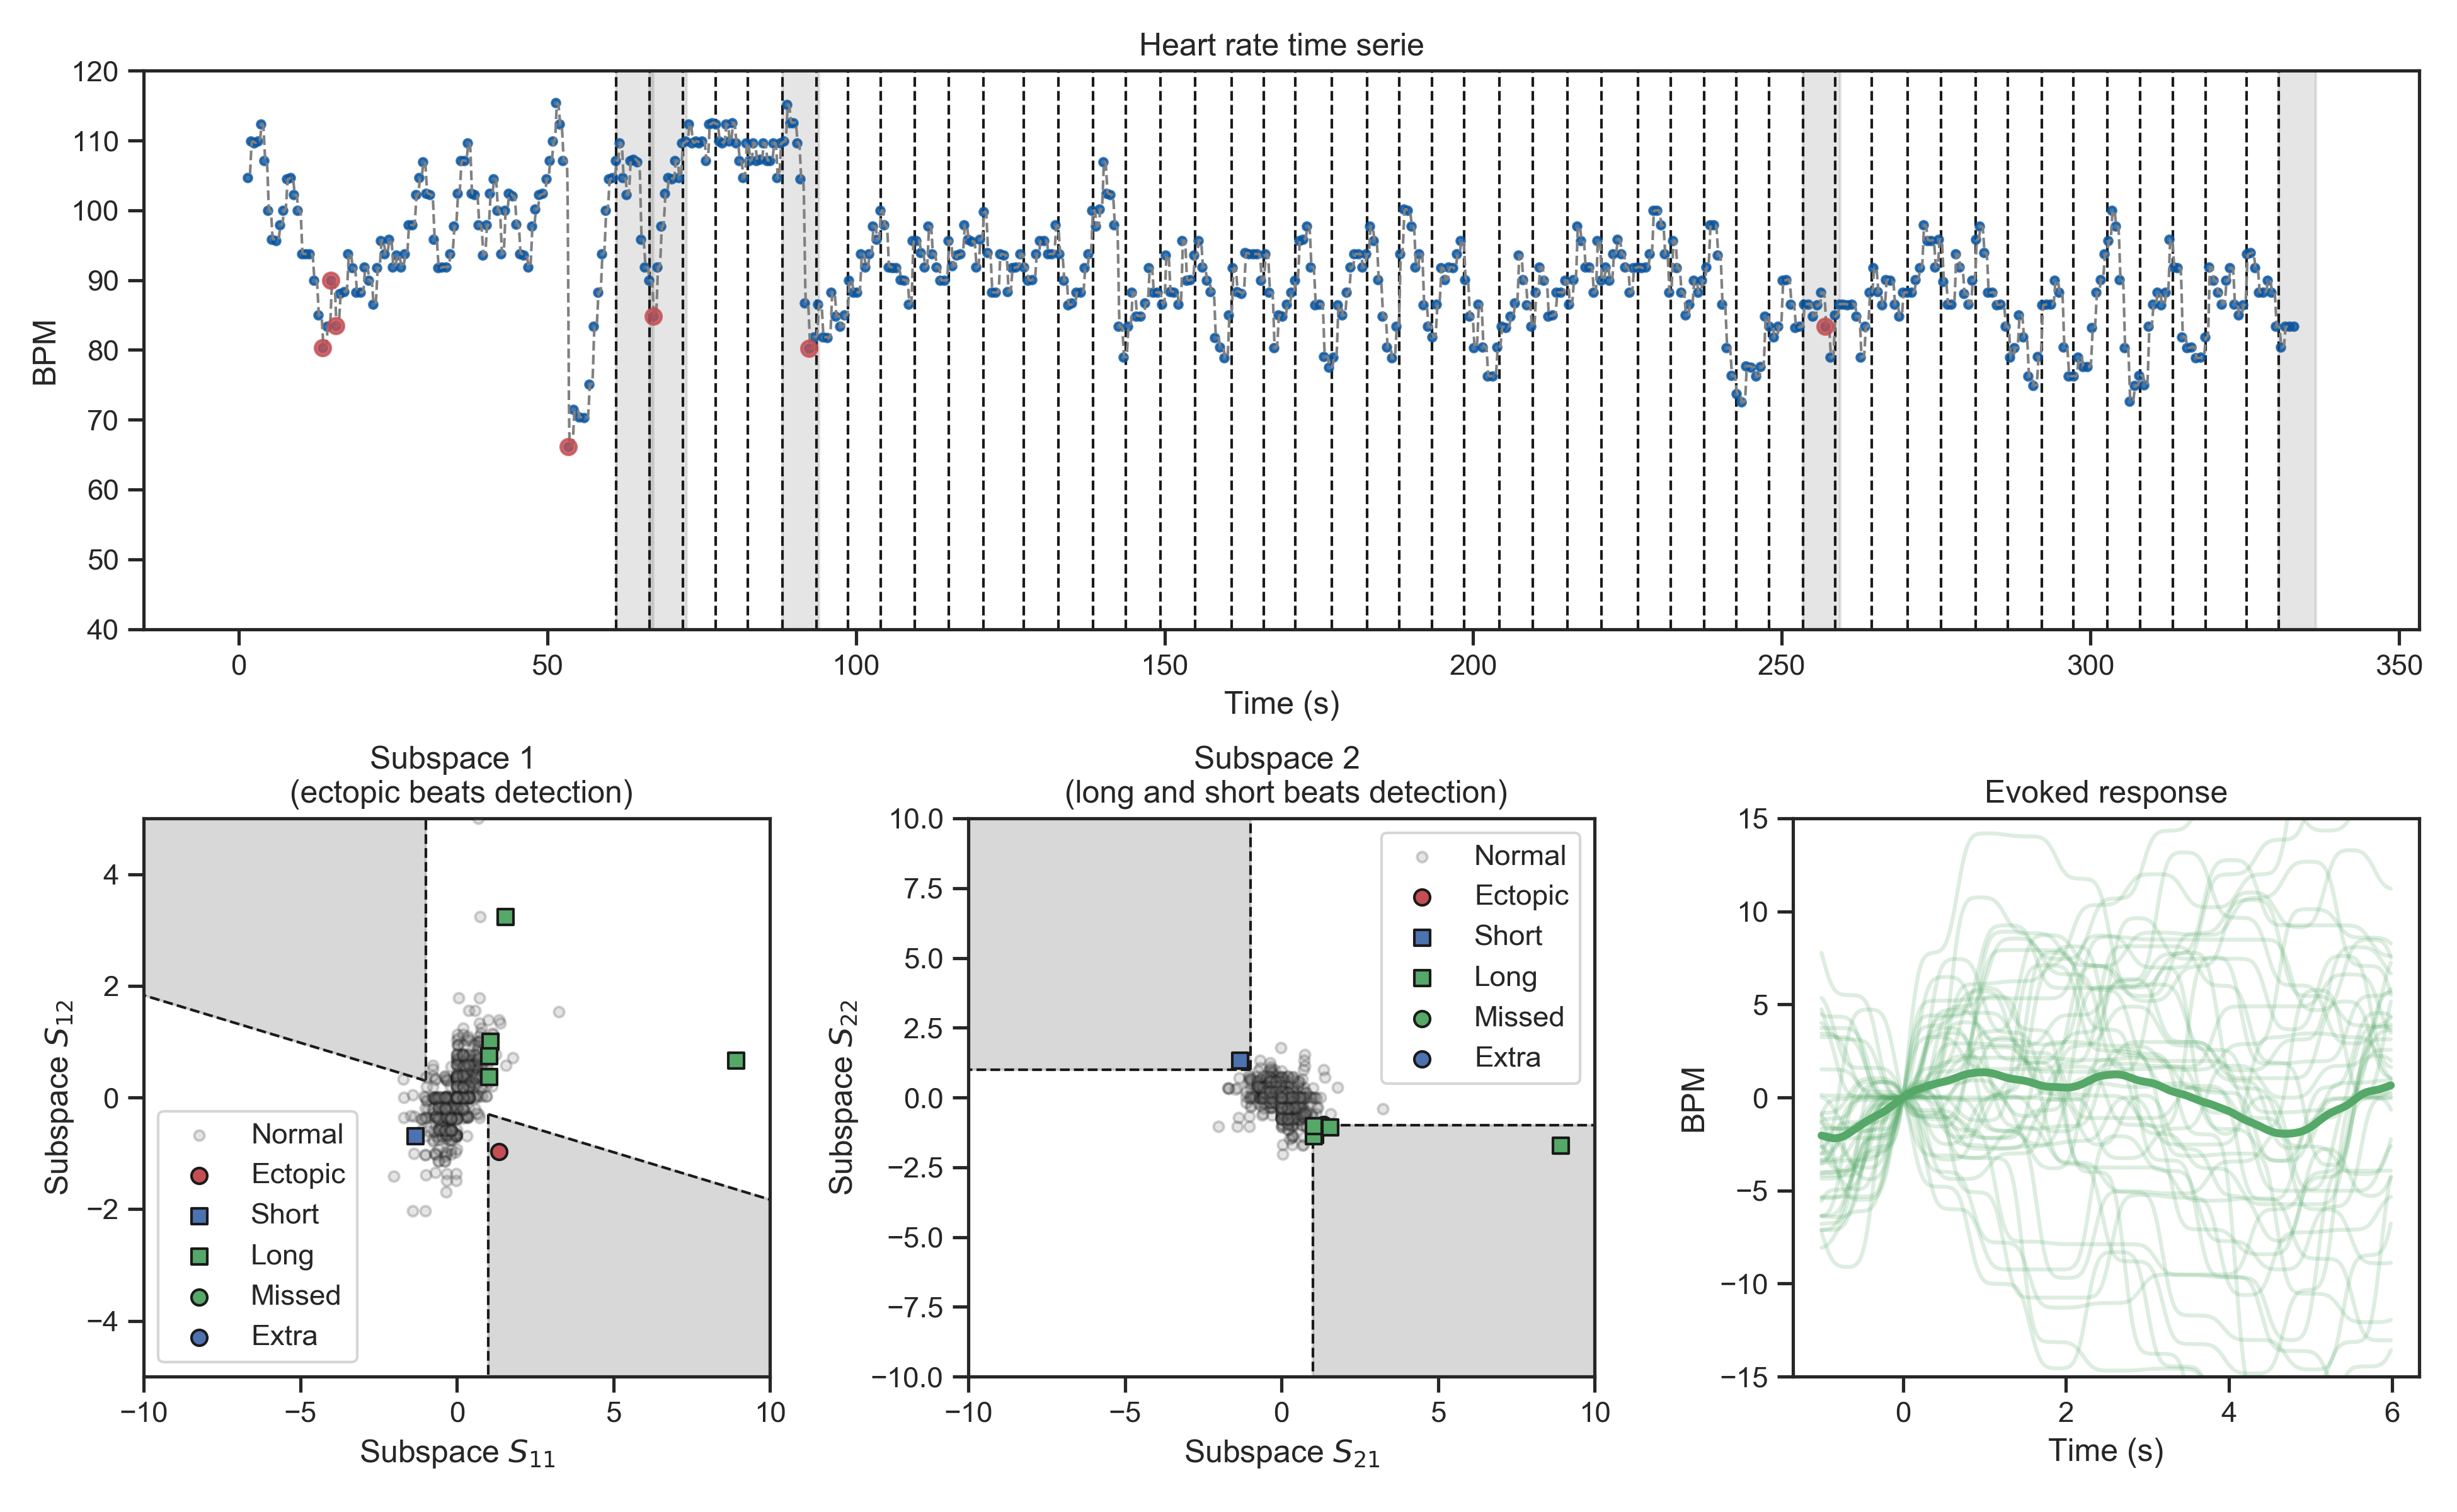 Heart rate time serie
BPM
120
110
100
90
80
70
60
50
40
0 50 100 150 200 250 300 350
Time (s)
Subspace 1
(ectopic beats detection)
Subspace S12
4
2
0
−2
−4
Normal
Ectopic
Short
Long
Missed
Extra
−10 −5 0 5 10
Subspace S11
Subspace 2
(long and short beats detection)
Subspace S22
10.0
7.5
5.0
2.5
0.0
−2.5
−5.0
−7.5
−10.0
Normal
Ectopic
Short
Long
Missed
Extra
−10 −5 0 5 10
Subspace S21
Evoked response
BPM
15
10
5
0
−5
−10
−15
0 2 4 6
Time (s)